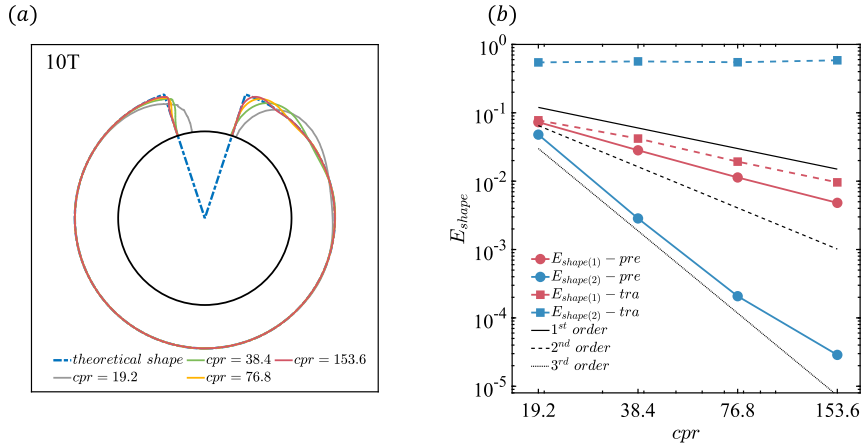 (a)
10T
theoretical shape
cpr = 38.4
cpr = 153.6
cpr = 19.2
cpr = 76.8
(b)
10^0
10^-1
10^-2
10^-3
10^-4
10^-5
E_shape
E_shape(1) − pre
E_shape(2) − pre
E_shape(1) − tra
E_shape(2) − tra
1^st order
2^nd order
3^rd order
19.2 38.4 76.8 153.6
cpr